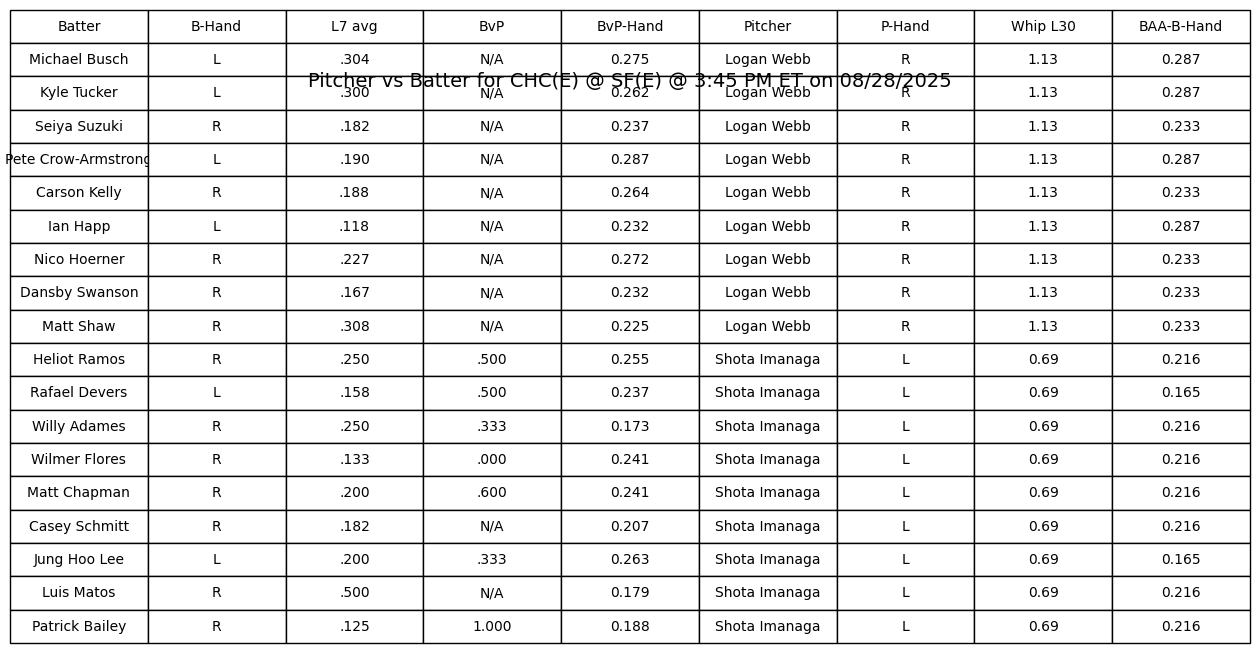 Batter B-Hand L7 avg BvP BvP-Hand Pitcher P-Hand Whip L30 BAA-B-Hand
Michael Busch L .304 N/A 0.275 Logan Webb R 1.13 0.287
Pitcher vs Batter for CHC(E) @ SF(E) @ 3:45 PM ET on 08/28/2025
Kyle Tucker L .300 N/A 0.262 Logan Webb R 1.13 0.287
Seiya Suzuki R .182 N/A 0.237 Logan Webb R 1.13 0.233
Pete Crow-Armstrong L .190 N/A 0.287 Logan Webb R 1.13 0.287
Carson Kelly R .188 N/A 0.264 Logan Webb R 1.13 0.233
Ian Happ L .118 N/A 0.232 Logan Webb R 1.13 0.287
Nico Hoerner R .227 N/A 0.272 Logan Webb R 1.13 0.233
Dansby Swanson R .167 N/A 0.232 Logan Webb R 1.13 0.233
Matt Shaw R .308 N/A 0.225 Logan Webb R 1.13 0.233
Heliot Ramos R .250 .500 0.255 Shota Imanaga L 0.69 0.216
Rafael Devers L .158 .500 0.237 Shota Imanaga L 0.69 0.165
Willy Adames R .250 .333 0.173 Shota Imanaga L 0.69 0.216
Wilmer Flores R .133 .000 0.241 Shota Imanaga L 0.69 0.216
Matt Chapman R .200 .600 0.241 Shota Imanaga L 0.69 0.216
Casey Schmitt R .182 N/A 0.207 Shota Imanaga L 0.69 0.216
Jung Hoo Lee L .200 .333 0.263 Shota Imanaga L 0.69 0.165
Luis Matos R .500 N/A 0.179 Shota Imanaga L 0.69 0.216
Patrick Bailey R .125 1.000 0.188 Shota Imanaga L 0.69 0.216